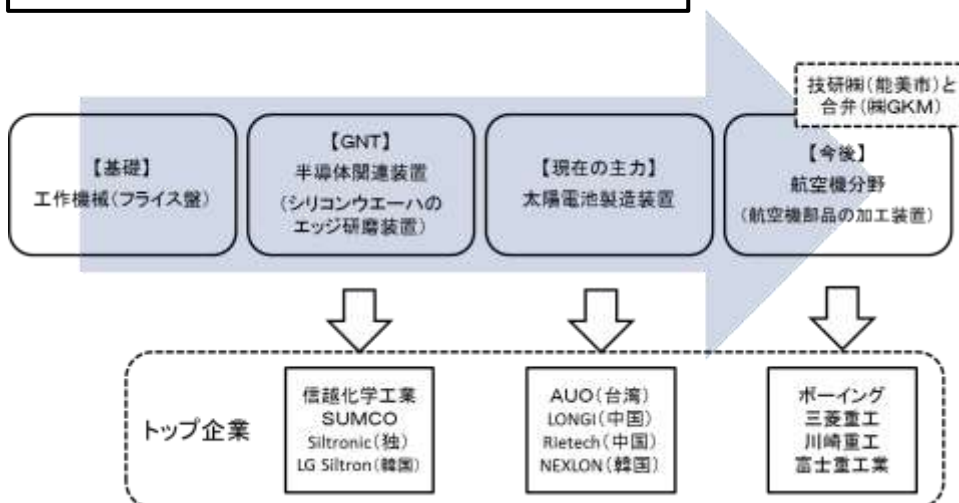 技研㈱(能美市)と
合弁(㈱GKM)
【基礎】
工作機械(フライス盤)
【GNT】
半導体関連装置
(シリコンウエーハの
エッジ研磨装置)
【現在の主力】
太陽電池製造装置
【今後】
航空機分野
(航空機部品の加工装置)
トップ企業
信越化学工業
SUMCO
Siltronic(独)
LG Siltron(韓国)
AUO(台湾)
LONGI(中国)
Rietech(中国)
NEXLON(韓国)
ボーイング
三菱重工
川崎重工
富士重工業